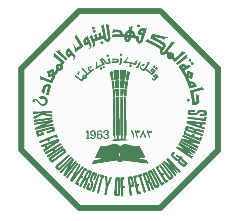 جامعة الملك فهد للبترول والمعادن
وقل رب زدني علما
1963 ١٣٨٣
KING FAHD UNIVERSITY OF PETROLEUM & MINERALS